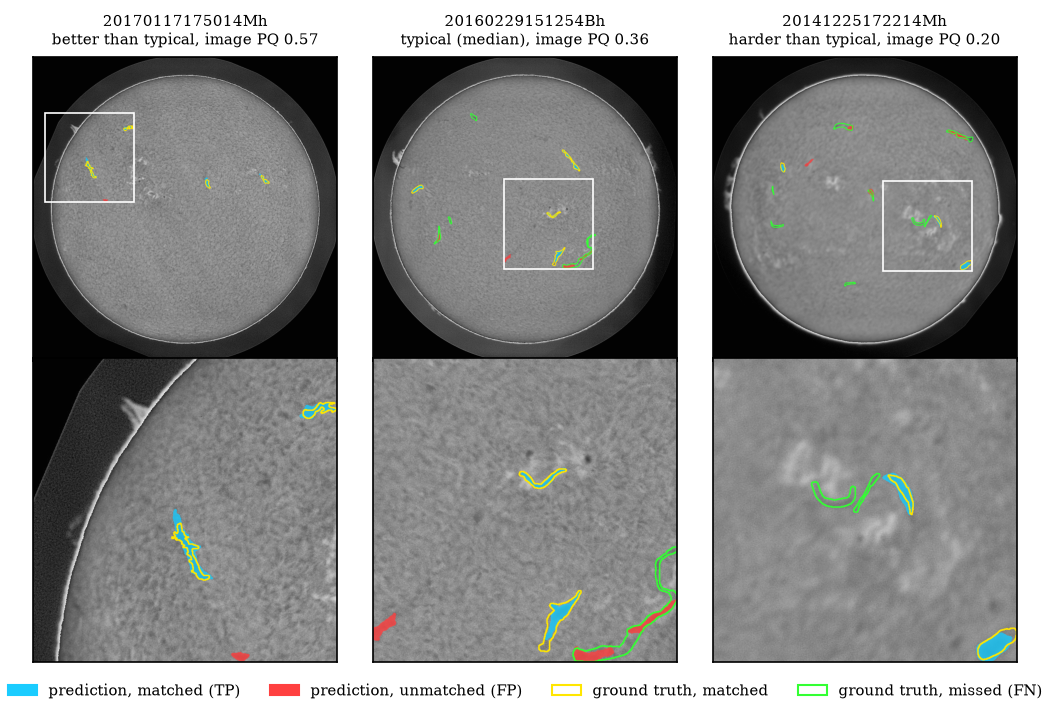 20170117175014Mh
better than typical, image PQ 0.57
20160229151254Bh
typical (median), image PQ 0.36
20141225172214Mh
harder than typical, image PQ 0.20
prediction, matched (TP)
prediction, unmatched (FP)
ground truth, matched
ground truth, missed (FN)